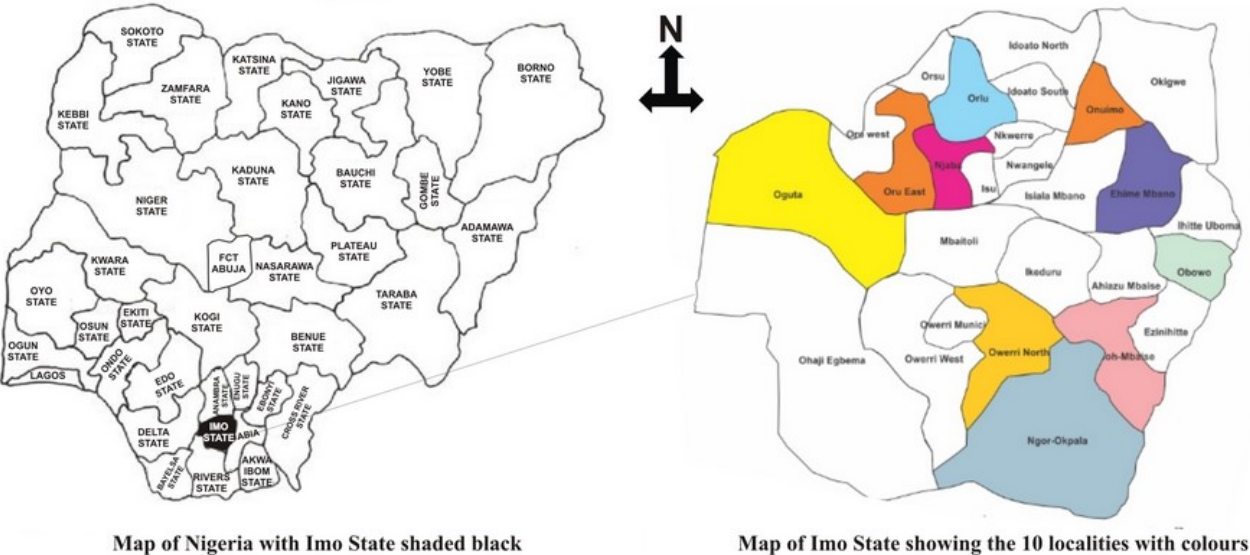 SOKOTO
STATE
ZAMFARA
STATE
KEBBI
STATE
KATSINA
STATE
KANO
STATE
JIGAWA
STATE
YOBE
STATE
BORNO
STATE
NIGER
STATE
KADUNA
STATE
BAUCHI
STATE
GOMBE
STATE
ADAMAWA
STATE
KWARA
STATE
FCT
ABUJA
NASARAWA
STATE
PLATEAU
STATE
TARABA
STATE
OYO
STATE
OSUN
STATE
EKITI
STATE
KOGI
STATE
BENUE
STATE
OGUN
STATE
LAGOS
ONDO
STATE
EDO
STATE
ANAMBRA
STATE
ENUGU
STATE
EBONYI
STATE
CROSS RIVER
STATE
DELTA
STATE
IMO
STATE
ABIA
BAYELSA
STATE
RIVERS
STATE
AKWA
IBOM
STATE
Map of Nigeria with Imo State shaded black
N
Idoato North
Orsu
Orlu
Idoato South
Onuimo
Okigwe
Oru west
Nkwerre
Njaba
Nwangele
Oguta
Oru East
Isu
Isiala Mbano
Ehime Mbano
Ihitte Uboma
Mbaitoli
Ikeduru
Obowo
Ahiazu Mbaise
Owerri Munici
Ezinihitte
Owerri North
oh-Mbaise
Ohaji Egbema
Owerri West
Ngor-Okpala
Map of Imo State showing the 10 localities with colours